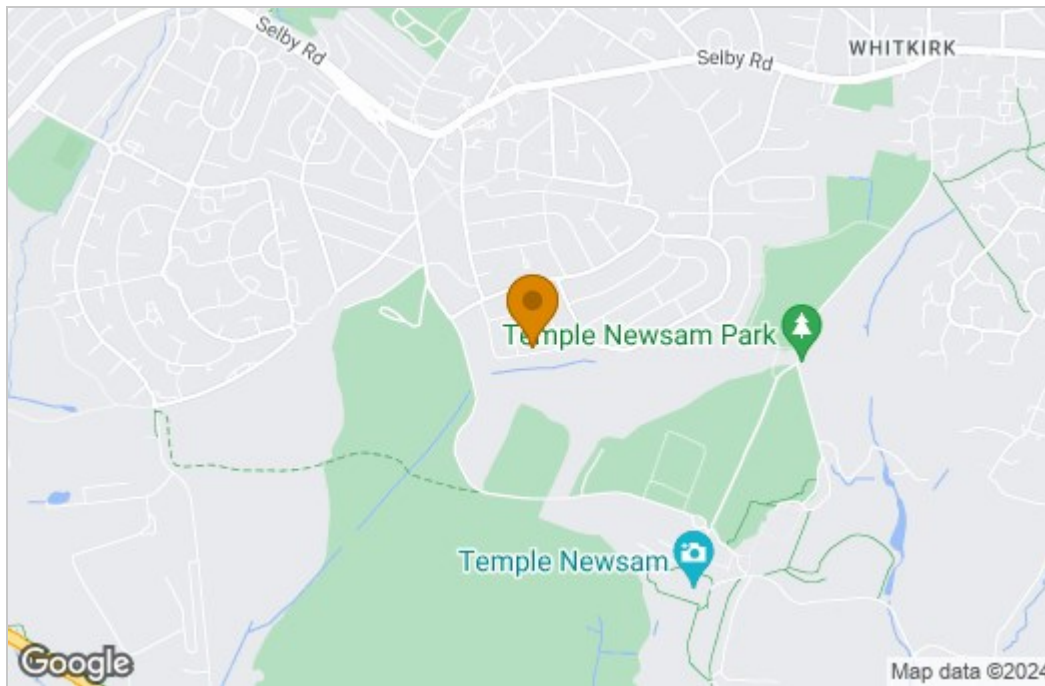 Selby Rd
Selby Rd
WHITKIRK
Temple Newsam Park
Temple Newsam
Google
Map data ©2024